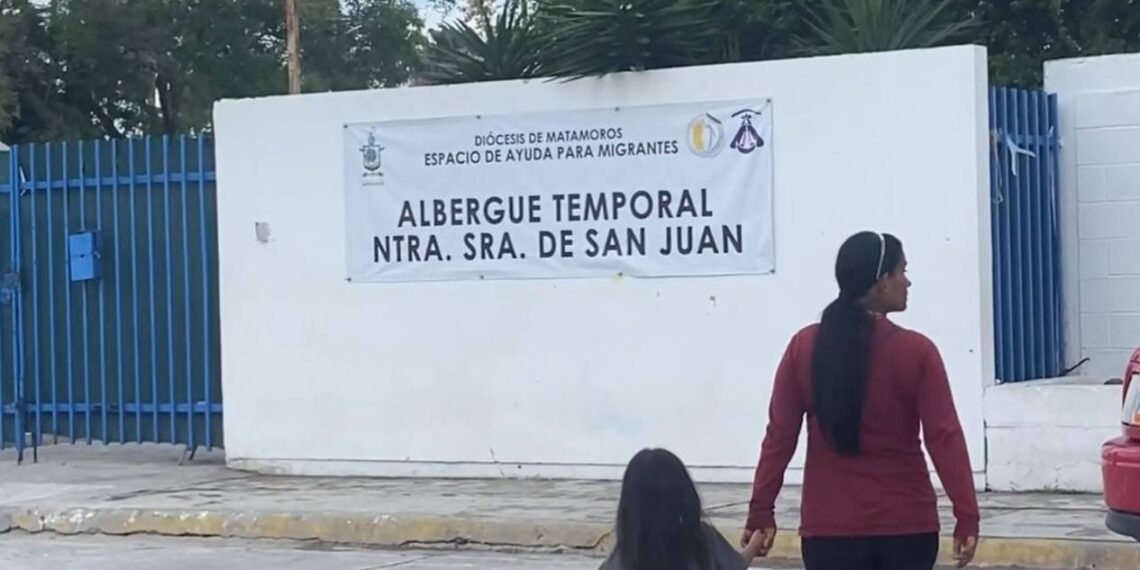 DIÓCESIS DE MATAMOROS
ESPACIO DE AYUDA PARA MIGRANTES
ALBERGUE TEMPORAL
NTRA. SRA. DE SAN JUAN